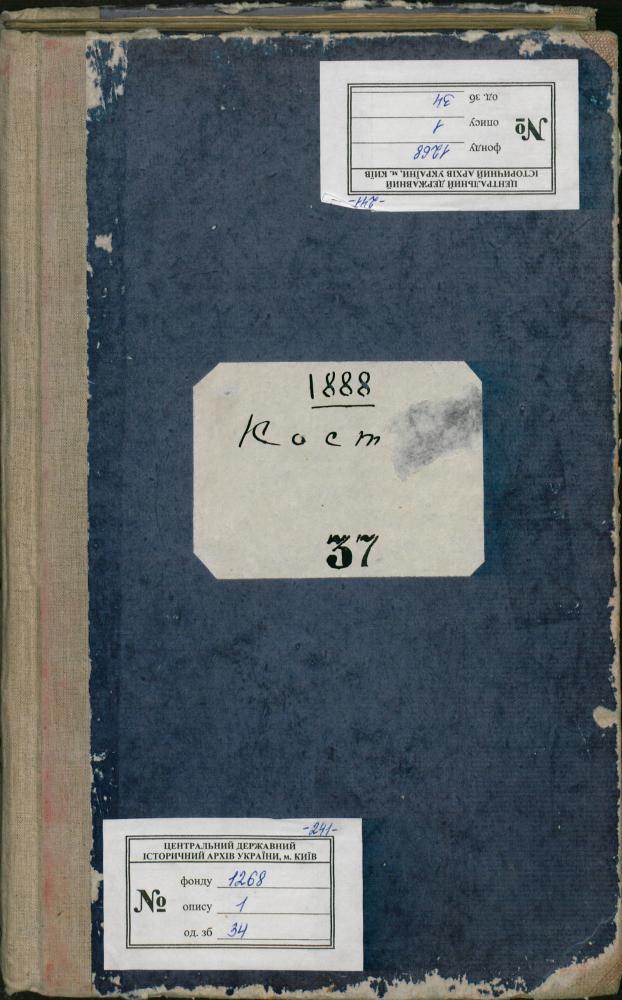 ЦЕНТРАЛЬНИЙ ДЕРЖАВНИЙ
ІСТОРИЧНИЙ АРХІВ УКРАЇНИ, м. КИЇВ
№
фонду 1268
опису 1
од. зб 34
-241-
1888
Кост
37
-241-
ЦЕНТРАЛЬНИЙ ДЕРЖАВНИЙ
ІСТОРИЧНИЙ АРХІВ УКРАЇНИ, м. КИЇВ
№
фонду 1268
опису 1
од. зб 34